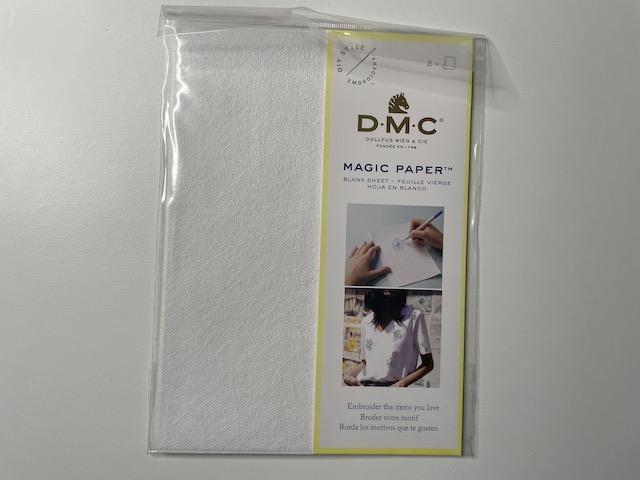 DIY STYLE
EMBROIDERY
D·M·C®
DOLLFUS MIEG & CIE
FONDÉE EN 1746
MAGIC PAPER™
BLANK SHEET - FEUILLE VIERGE
HOJA EN BLANCO
Embroider the items you love
Broder votre motif
Borda los motivos que te gusten